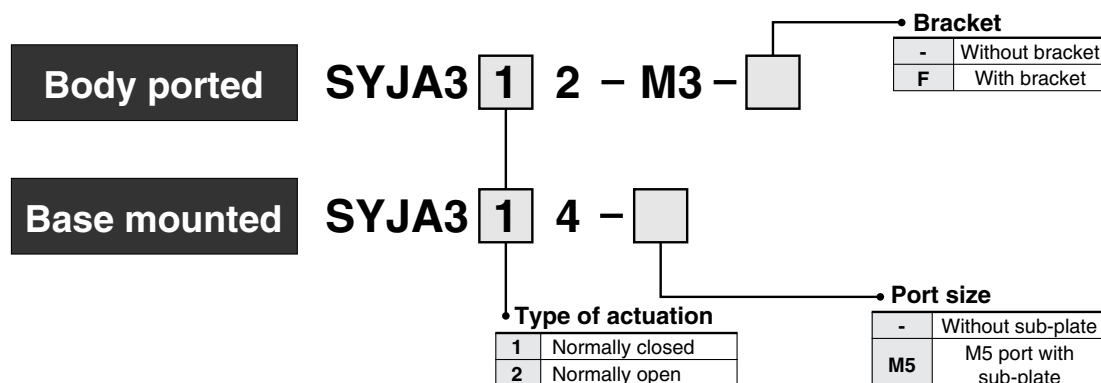 Bracket
- Without bracket
F With bracket
Body ported SYJA3 1 2 – M3 –
Base mounted SYJA3 1 4 –
Type of actuation
1 Normally closed
2 Normally open
Port size
- Without sub-plate
M5 M5 port with
sub-plate